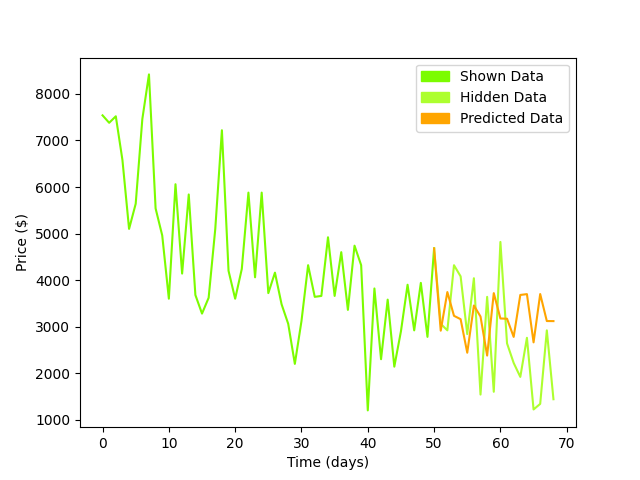 Shown Data
Hidden Data
Predicted Data
8000
7000
6000
5000
4000
3000
2000
1000
Price ($)
0 10 20 30 40 50 60 70
Time (days)